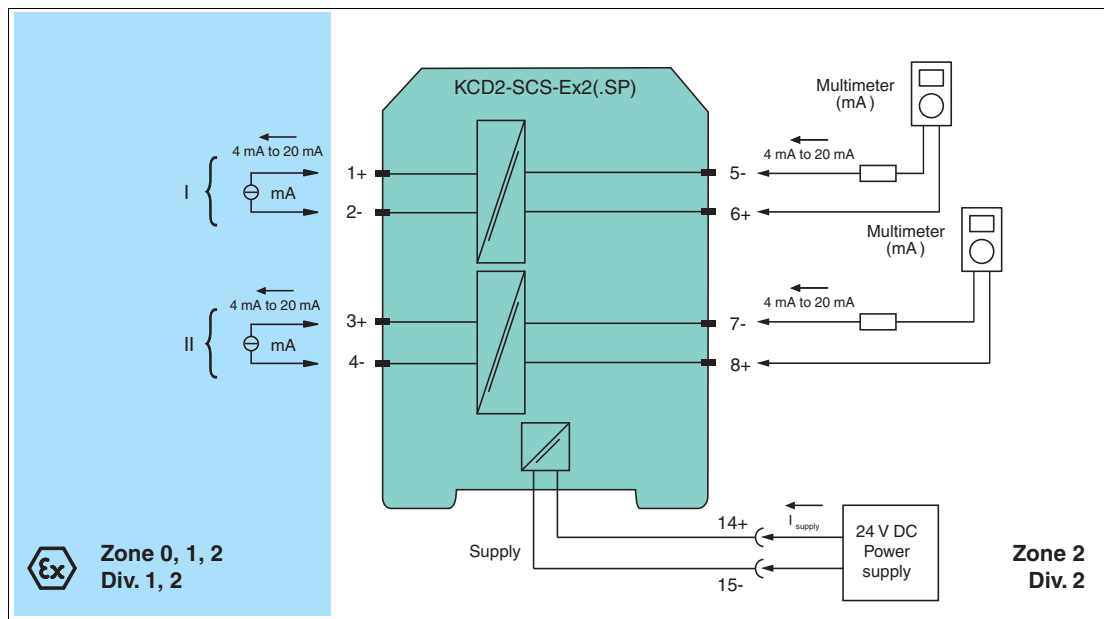 KCD2-SCS-Ex2(.SP)
Multimeter
(mA)
4 mA to 20 mA
I
mA
1+
2-
5-
6+
4 mA to 20 mA
Multimeter
(mA)
4 mA to 20 mA
II
mA
3+
4-
7-
8+
4 mA to 20 mA
Supply
14+
15-
I supply
24 V DC
Power
supply
Ex
Zone 0, 1, 2
Div. 1, 2
Zone 2
Div. 2